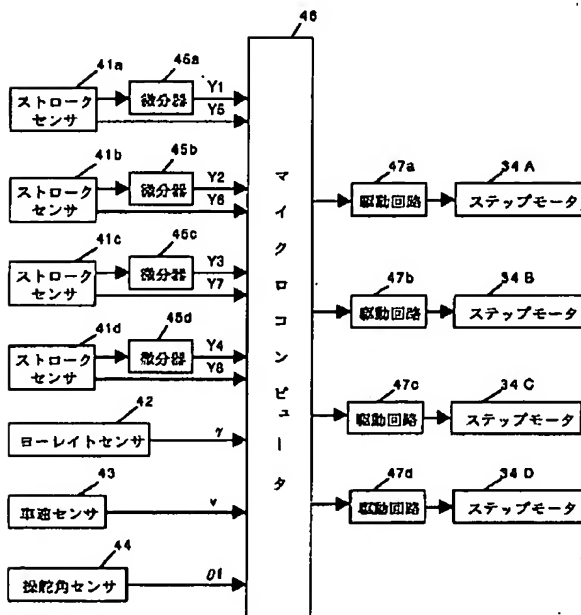 46
41a
ストローク
センサ
45a
微分器
Y1
Y5
41b
ストローク
センサ
45b
微分器
Y2
Y6
41c
ストローク
センサ
45c
微分器
Y3
Y7
41d
ストローク
センサ
45d
微分器
Y4
Y8
42
ヨーレイトセンサ
γ
43
車速センサ
v
44
操舵角センサ
θf
マイクロコンピュータ
47a
駆動回路
34A
ステップモータ
47b
駆動回路
34B
ステップモータ
47c
駆動回路
34C
ステップモータ
47d
駆動回路
34D
ステップモータ